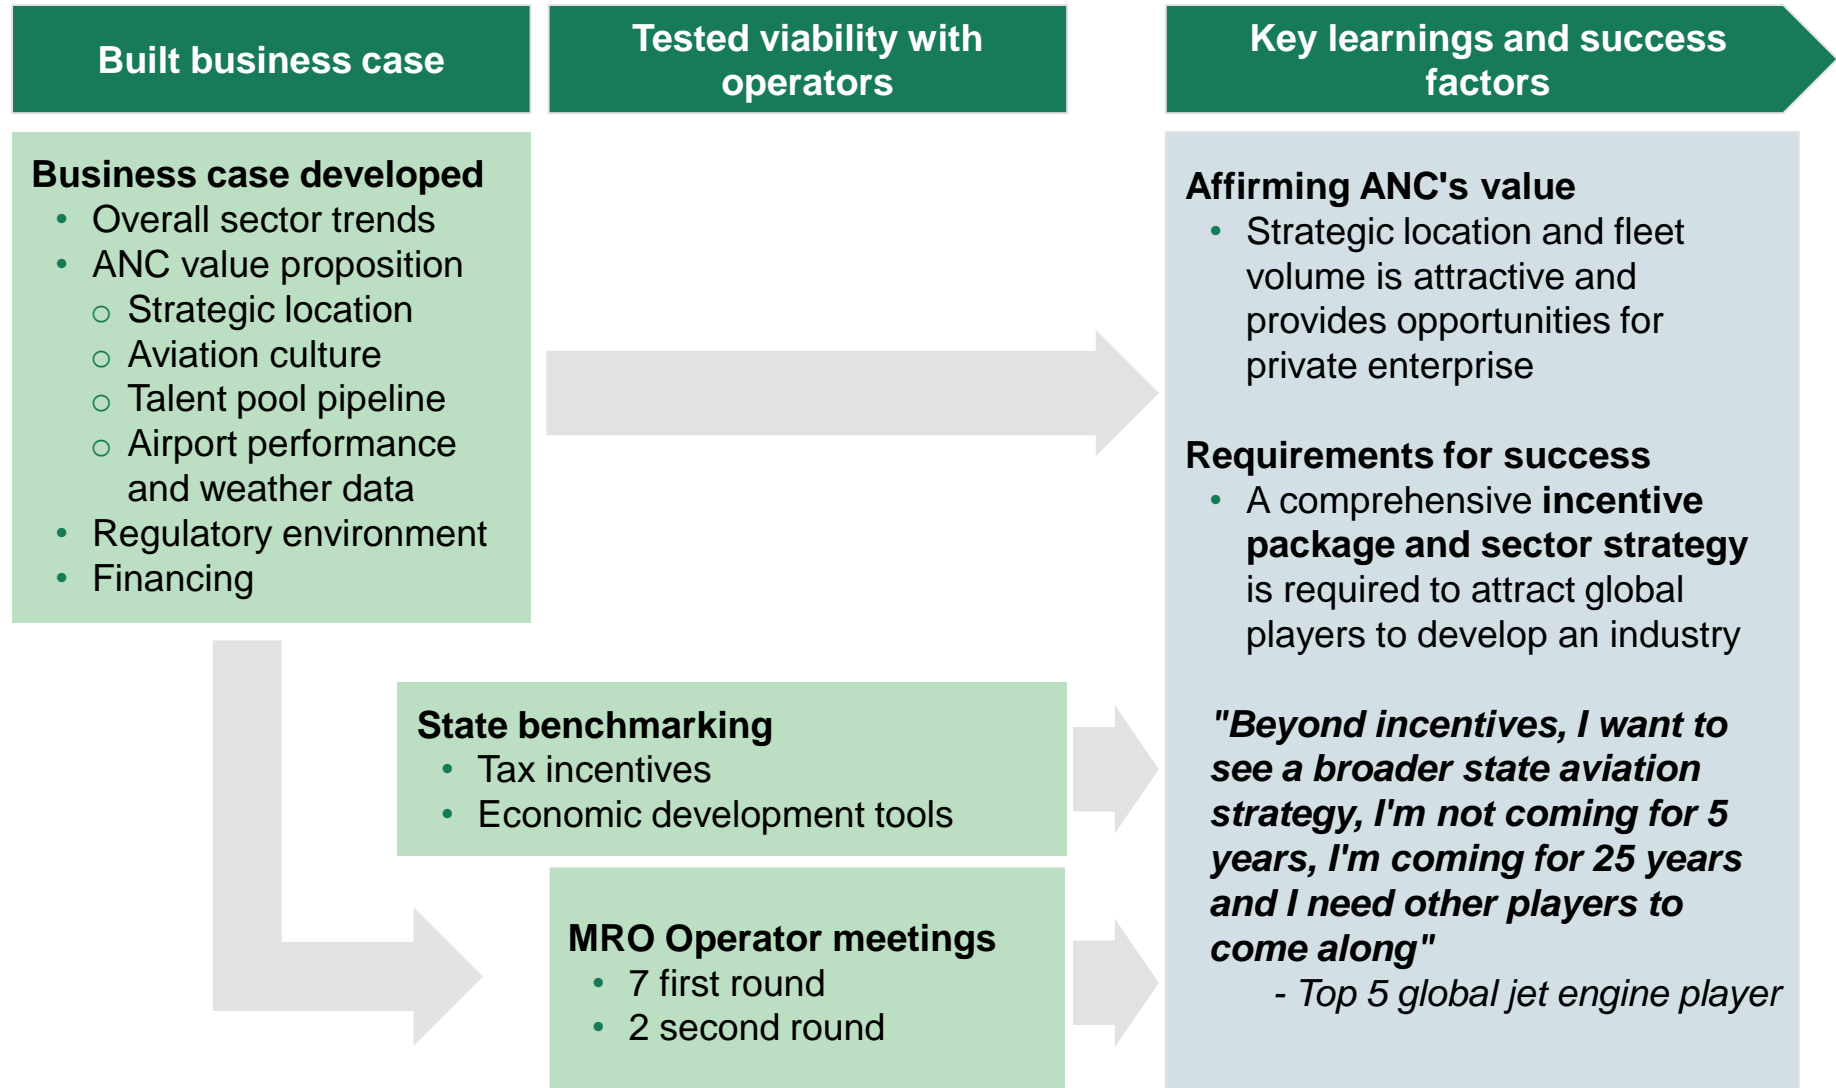 Built business case
Tested viability with
operators
Key learnings and success
factors
Business case developed
• Overall sector trends
• ANC value proposition
o Strategic location
o Aviation culture
o Talent pool pipeline
o Airport performance
and weather data
• Regulatory environment
• Financing
State benchmarking
• Tax incentives
• Economic development tools
MRO Operator meetings
• 7 first round
• 2 second round
Affirming ANC's value
• Strategic location and fleet
volume is attractive and
provides opportunities for
private enterprise
Requirements for success
• A comprehensive incentive
package and sector strategy
is required to attract global
players to develop an industry
"Beyond incentives, I want to
see a broader state aviation
strategy, I'm not coming for 5
years, I'm coming for 25 years
and I need other players to
come along"
- Top 5 global jet engine player